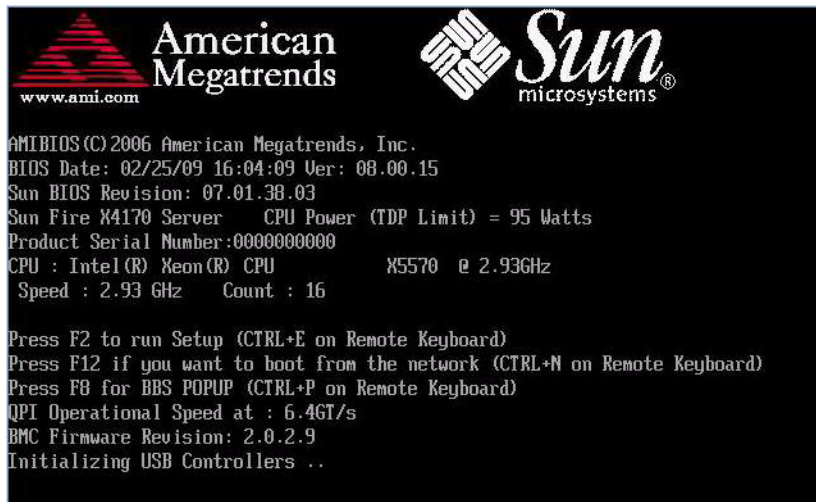 American
Megatrends
www.ami.com
Sun®
microsystems
AMIBIOS(C)2006 American Megatrends, Inc.
BIOS Date: 02/25/09 16:04:09 Ver: 08.00.15
Sun BIOS Revision: 07.01.38.03
Sun Fire X4170 Server    CPU Power (TDP Limit) = 95 Watts
Product Serial Number:0000000000
CPU : Intel(R) Xeon(R) CPU           X5570  @ 2.93GHz
 Speed : 2.93 GHz    Count : 16
Press F2 to run Setup (CTRL+E on Remote Keyboard)
Press F12 if you want to boot from the network (CTRL+N on Remote Keyboard)
Press F8 for BBS POPUP (CTRL+P on Remote Keyboard)
QPI Operational Speed at : 6.4GT/s
BMC Firmware Revision: 2.0.2.9
Initializing USB Controllers ..